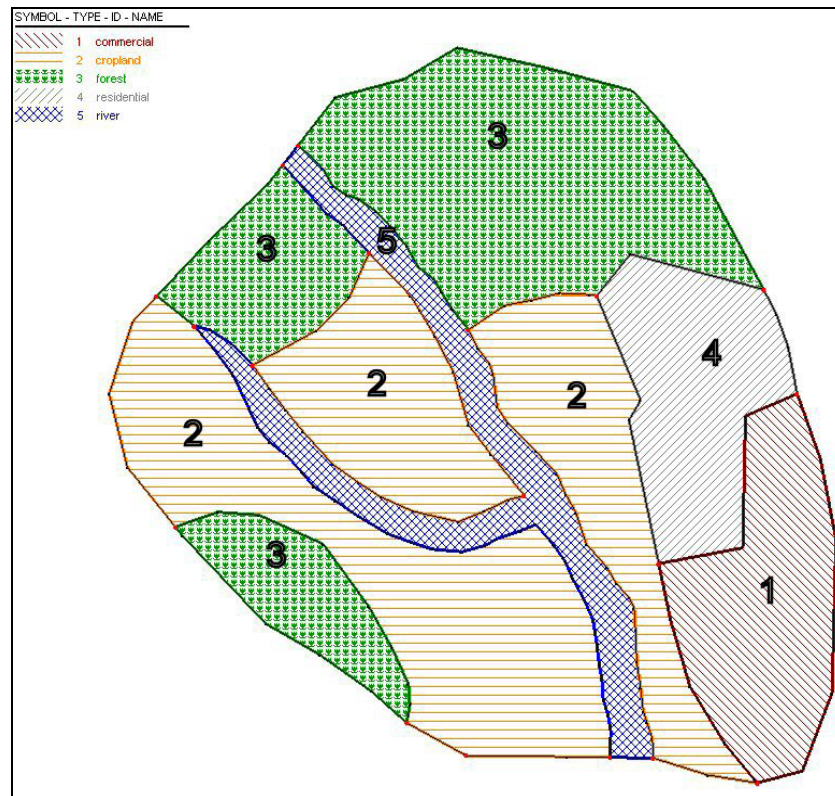 SYMBOL - TYPE - ID - NAME
1 commercial
2 cropland
3 forest
4 residential
5 river
3
3
5
4
2
2
2
3
1